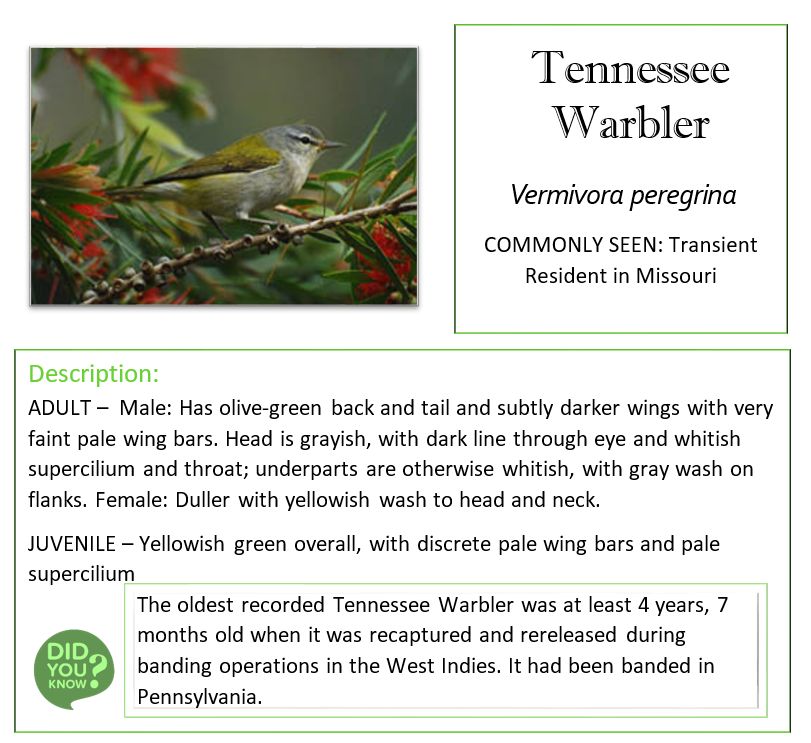 Tennessee
Warbler
Vermivora peregrina
COMMONLY SEEN: Transient
Resident in Missouri
Description:
ADULT – Male: Has olive-green back and tail and subtly darker wings with very
faint pale wing bars. Head is grayish, with dark line through eye and whitish
supercilium and throat; underparts are otherwise whitish, with gray wash on
flanks. Female: Duller with yellowish wash to head and neck.
JUVENILE – Yellowish green overall, with discrete pale wing bars and pale
supercilium
DID
YOU
KNOW?
The oldest recorded Tennessee Warbler was at least 4 years, 7
months old when it was recaptured and rereleased during
banding operations in the West Indies. It had been banded in
Pennsylvania.